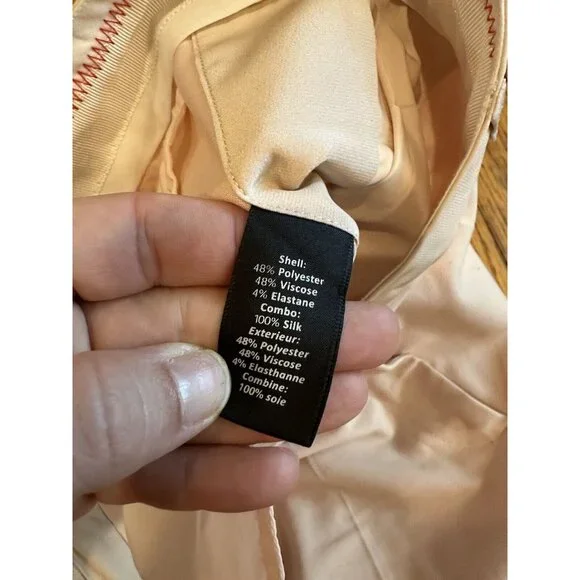 Shell:
48% Polyester
48% Viscose
4% Elastane
Combo:
100% Silk
Exterieur:
48% Polyester
48% Viscose
4% Elasthanne
Combine:
100% soie